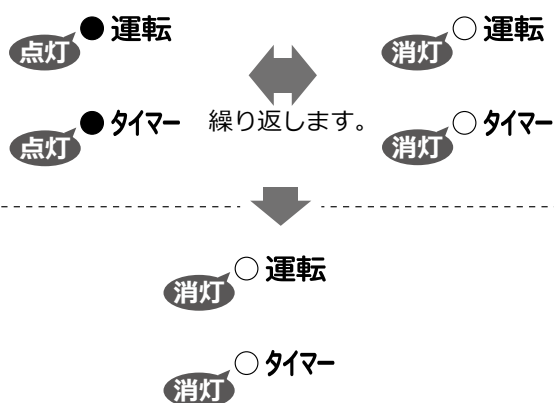 点灯 ● 運転
消灯 ○ 運転
点灯 ● タイマー
繰り返します。
消灯 ○ タイマー
消灯 ○ 運転
消灯 ○ タイマー